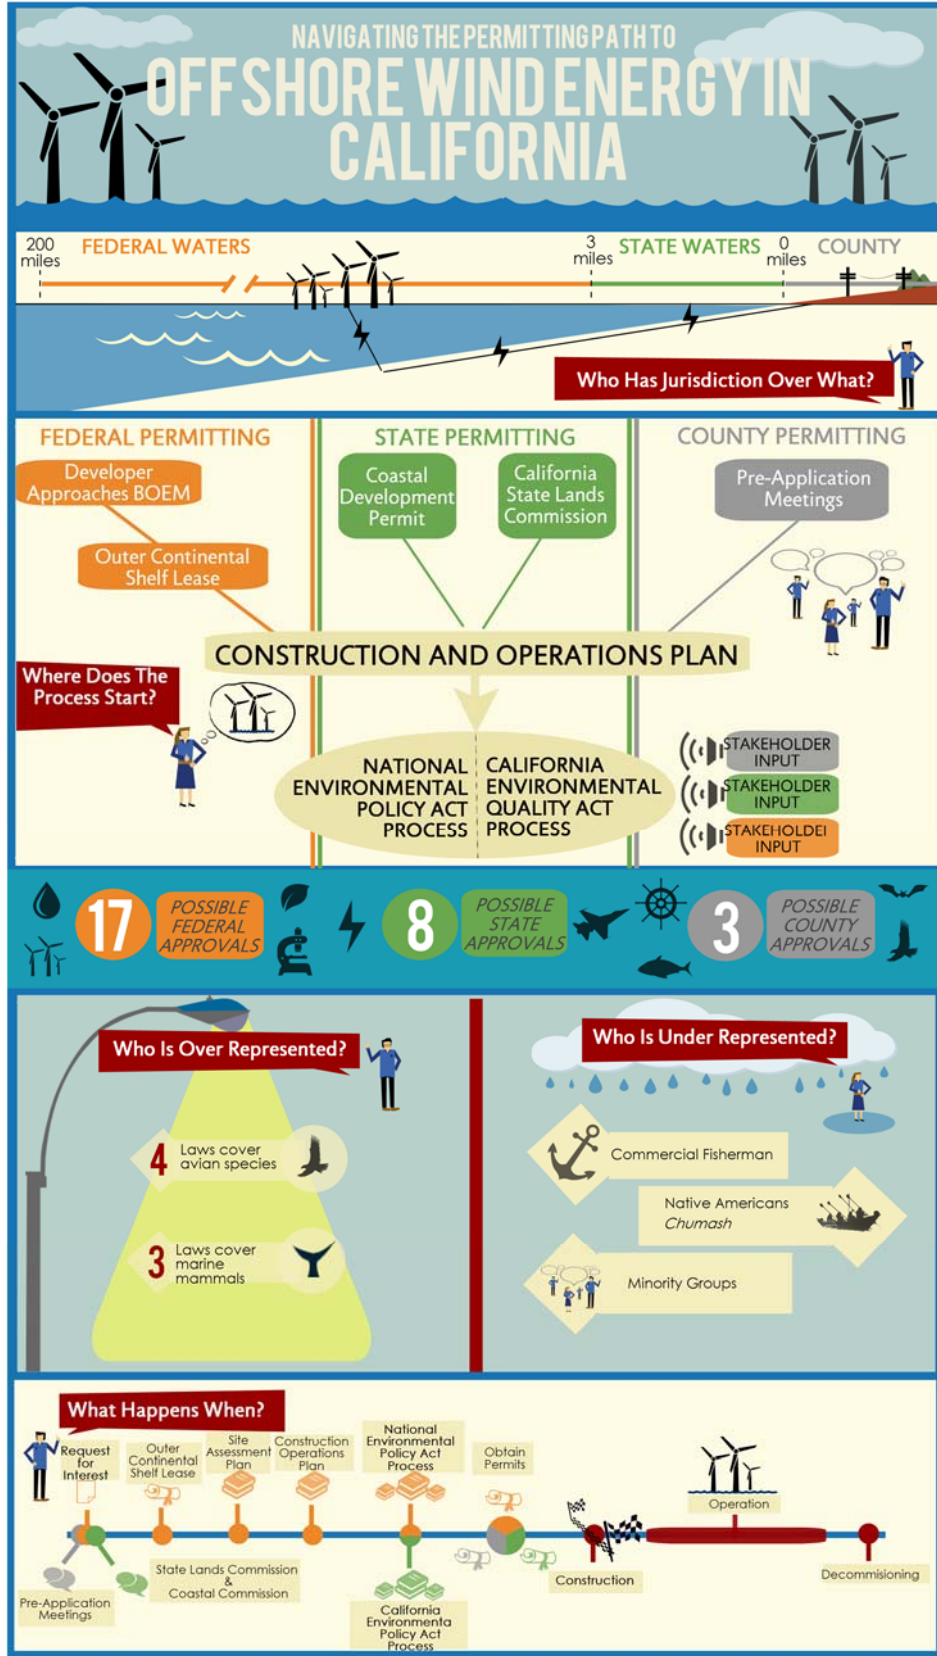 NAVIGATING THE PERMITTING PATH TO
OFFSHORE WIND ENERGY IN
CALIFORNIA
200
miles
FEDERAL WATERS
3
miles
STATE WATERS
0
miles
COUNTY
Who Has Jurisdiction Over What?
FEDERAL PERMITTING
STATE PERMITTING
COUNTY PERMITTING
Developer
Approaches BOEM
Outer Continental
Shelf Lease
Coastal
Development
Permit
California
State Lands
Commission
Pre-Application
Meetings
CONSTRUCTION AND OPERATIONS PLAN
Where Does The
Process Start?
NATIONAL
ENVIRONMENTAL
POLICY ACT
PROCESS
CALIFORNIA
ENVIRONMENTAL
QUALITY ACT
PROCESS
STAKEHOLDER
INPUT
STAKEHOLDER
INPUT
STAKEHOLDEI
INPUT
17
POSSIBLE
FEDERAL
APPROVALS
8
POSSIBLE
STATE
APPROVALS
3
POSSIBLE
COUNTY
APPROVALS
Who Is Over Represented?
4
Laws cover
avian species
3
Laws cover
marine
mammals
Who Is Under Represented?
Commercial Fisherman
Native Americans
Chumash
Minority Groups
What Happens When?
Request
for
Interest
Outer
Continental
Shelf Lease
Site
Assessment
Plan
Construction
Operations
Plan
National
Environmental
Policy Act
Process
Obtain
Permits
Operation
Pre-Application
Meetings
State Lands Commission
&
Coastal Commission
California
Environmenta
Policy Act
Process
Construction
Decommisioning